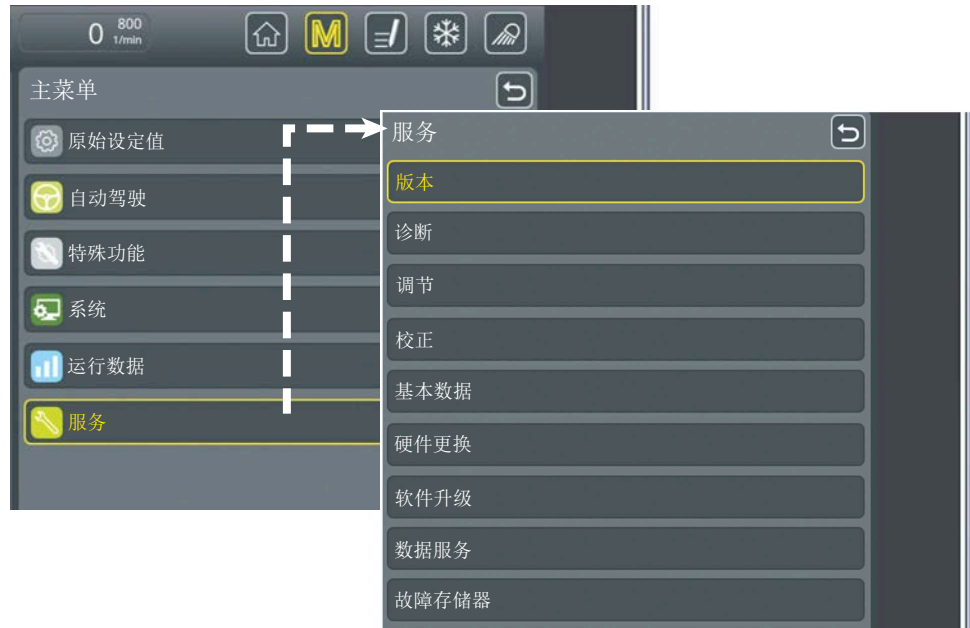 0 800
1/min
M
主菜单
原始设定值
自动驾驶
特殊功能
系统
运行数据
服务
服务
版本
诊断
调节
校正
基本数据
硬件更换
软件升级
数据服务
故障存储器